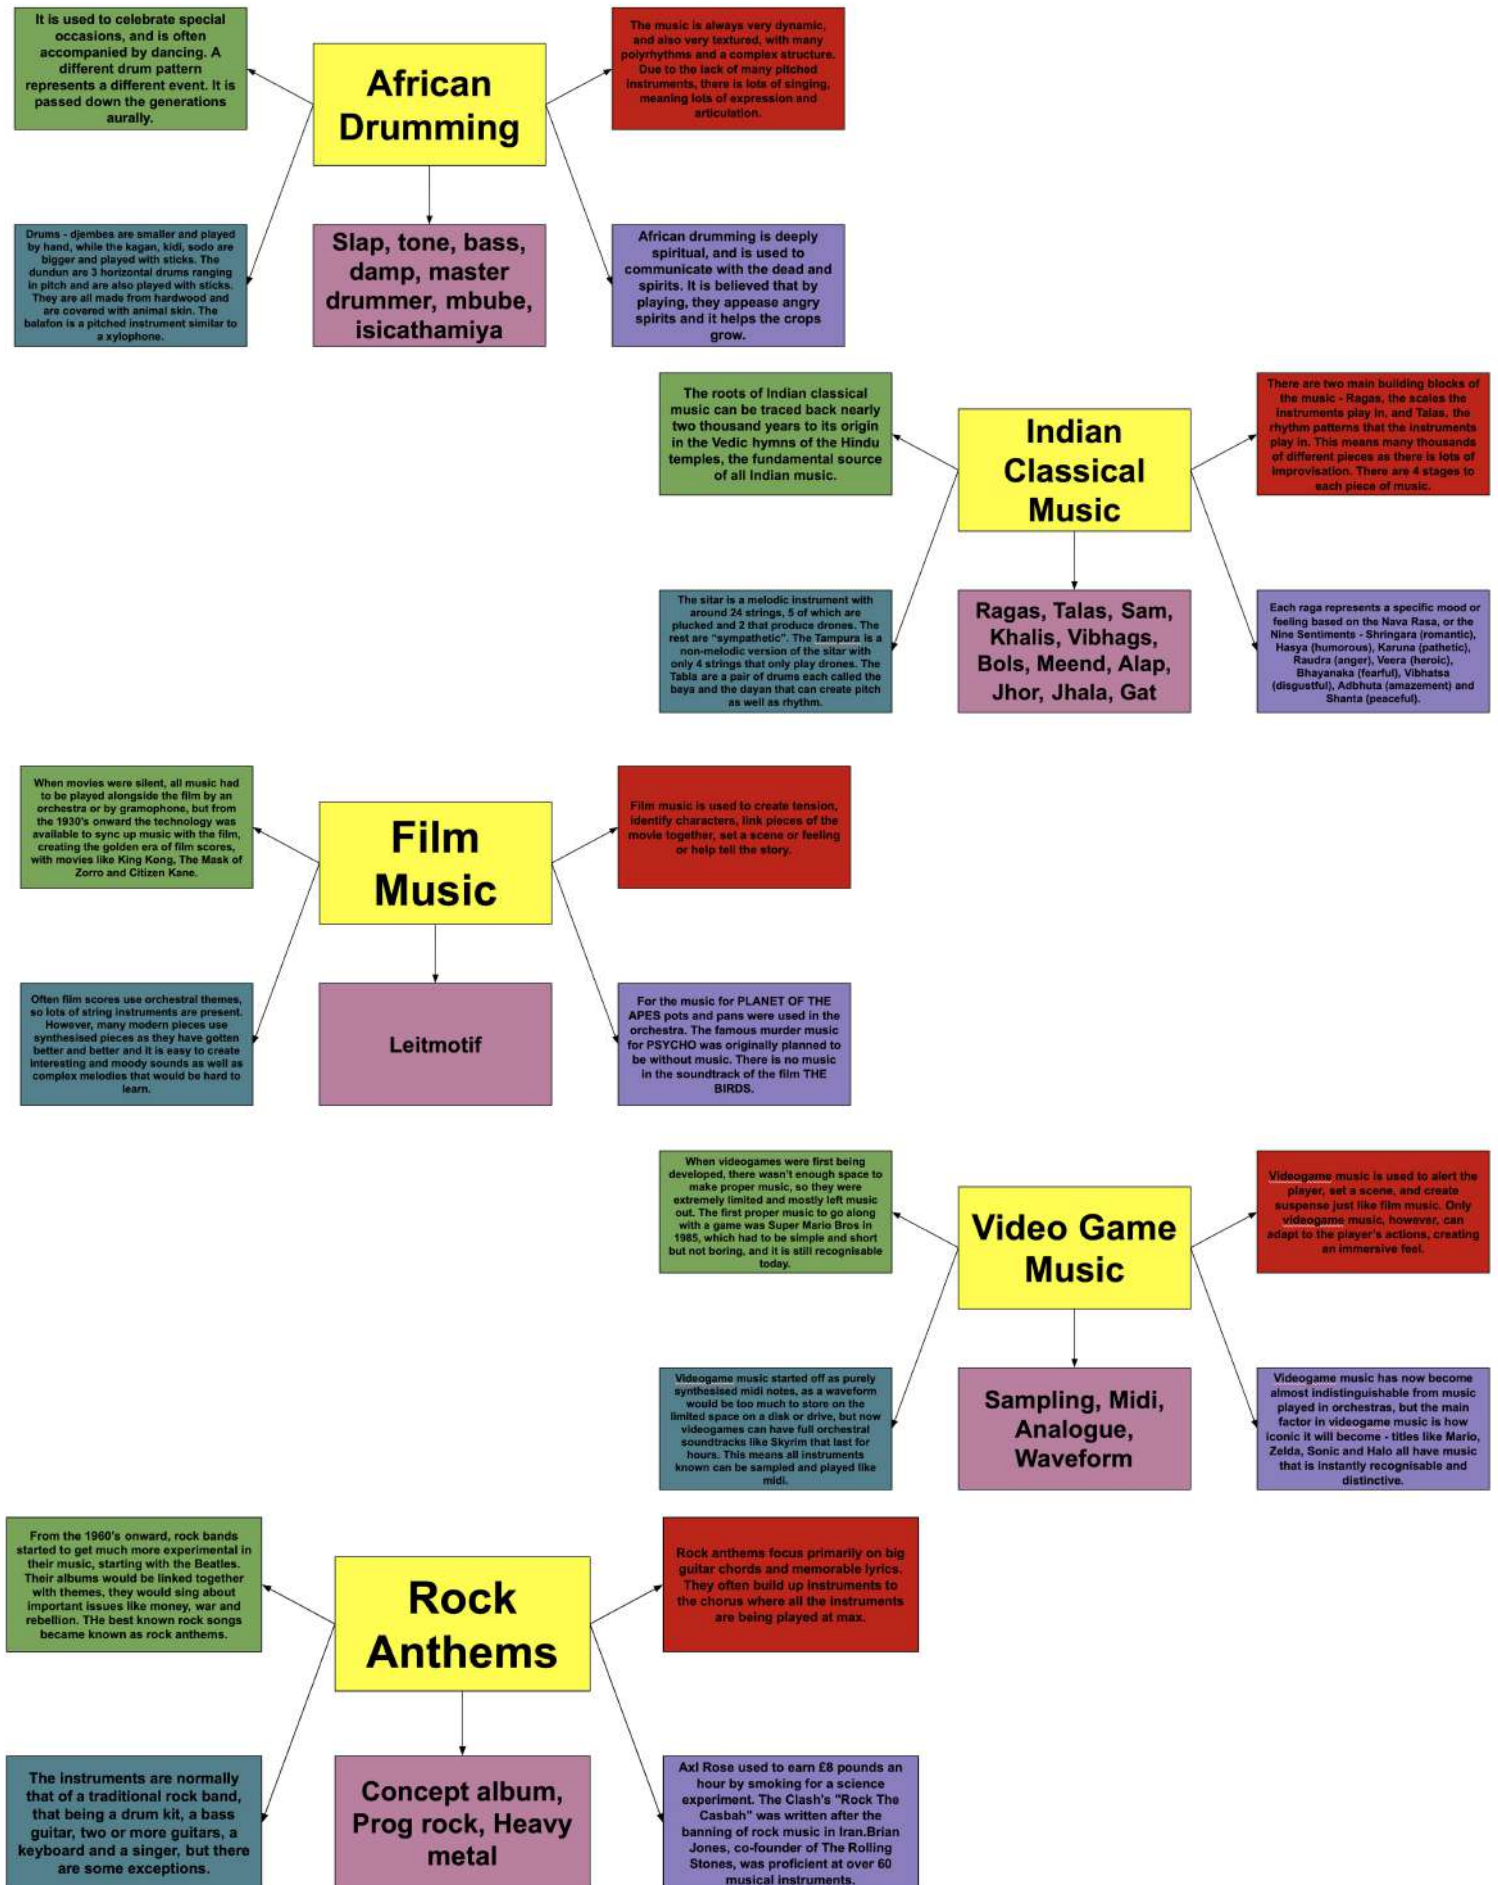 It is used to celebrate special
occasions, and is often
accompanied by dancing. A
different drum pattern
represents a different event. It is
passed down the generations
aurally.
African
Drumming
The music is always very dynamic,
and also very textured, with many
polyrhythms and a complex structure.
Due to the lack of many pitched
instruments, there is lots of singing,
meaning lots of expression and
articulation.
Drums - djembes are smaller and played
by hand, while the kagan, kidi, sodo are
bigger and played with sticks. The
dundun are 3 horizontal drums ranging
in pitch and are also played with sticks.
They are all made from hardwood and
are covered with animal skin. The
balafon is a pitched instrument similar to
a xylophone.
Slap, tone, bass,
damp, master
drummer, mbube,
isicathamiya
African drumming is deeply
spiritual, and is used to
communicate with the dead and
spirits. It is believed that by
playing, they appease angry
spirits and it helps the crops
grow.
The roots of Indian classical
music can be traced back nearly
two thousand years to its origin
in the Vedic hymns of the Hindu
temples, the fundamental source
of all Indian music.
Indian
Classical
Music
There are two main building blocks of
the music - Ragas, the scales the
instruments play in, and Talas, the
rhythm patterns that the instruments
play in. This means many thousands
of different pieces as there is lots of
improvisation. There are 4 stages to
each piece of music.
The sitar is a melodic instrument with
around 24 strings, 5 of which are
plucked and 2 that produce drones. The
rest are “sympathetic”. The Tampura is a
non-melodic version of the sitar with
only 4 strings that only play drones. The
Tabla are a pair of drums each called the
baya and the dayan that can create pitch
as well as rhythm.
Ragas, Talas, Sam,
Khalis, Vibhags,
Bols, Meend, Alap,
Jhor, Jhala, Gat
Each raga represents a specific mood or
feeling based on the Nava Rasa, or the
Nine Sentiments - Shringara (romantic),
Hasya (humorous), Karuna (pathetic),
Raudra (anger), Veera (heroic),
Bhayanaka (fearful), Vibhatsa
(disgustful), Adbhuta (amazement) and
Shanta (peaceful).
When movies were silent, all music had
to be played alongside the film by an
orchestra or by gramophone, but from
the 1930's onward the technology was
available to sync up music with the film,
creating the golden era of film scores,
with movies like King Kong, The Mask of
Zorro and Citizen Kane.
Film
Music
Film music is used to create tension,
identify characters, link pieces of the
movie together, set a scene or feeling
or help tell the story.
Often film scores use orchestral themes,
so lots of string instruments are present.
However, many modern pieces use
synthesised pieces as they have gotten
better and better and it is easy to create
interesting and moody sounds as well as
complex melodies that would be hard to
learn.
Leitmotif
For the music for PLANET OF THE
APES pots and pans were used in the
orchestra. The famous murder music
for PSYCHO was originally planned to
be without music. There is no music
in the soundtrack of the film THE
BIRDS.
When videogames were first being
developed, there wasn't enough space to
make proper music, so they were
extremely limited and mostly left music
out. The first proper music to go along
with a game was Super Mario Bros in
1985, which had to be simple and short
but not boring, and it is still recognisable
today.
Video Game
Music
Videogame music is used to alert the
player, set a scene, and create
suspense just like film music. Only
videogame music, however, can
adapt to the player's actions, creating
an immersive feel.
Videogame music started off as purely
synthesised midi notes, as a waveform
would be too much to store on the
limited space on a disk or drive, but now
videogames can have full orchestral
soundtracks like Skyrim that last for
hours. This means all instruments
known can be sampled and played like
midi.
Sampling, Midi,
Analogue,
Waveform
Videogame music has now become
almost indistinguishable from music
played in orchestras, but the main
factor in videogame music is how
iconic it will become - titles like Mario,
Zelda, Sonic and Halo all have music
that is instantly recognisable and
distinctive.
From the 1960's onward, rock bands
started to get much more experimental in
their music, starting with the Beatles.
Their albums would be linked together
with themes, they would sing about
important issues like money, war and
rebellion. THe best known rock songs
became known as rock anthems.
Rock
Anthems
Rock anthems focus primarily on big
guitar chords and memorable lyrics.
They often build up instruments to
the chorus where all the instruments
are being played at max.
The instruments are normally
that of a traditional rock band,
that being a drum kit, a bass
guitar, two or more guitars, a
keyboard and a singer, but there
are some exceptions.
Concept album,
Prog rock, Heavy
metal
Axl Rose used to earn £8 pounds an
hour by smoking for a science
experiment. The Clash's "Rock The
Casbah" was written after the
banning of rock music in Iran.Brian
Jones, co-founder of The Rolling
Stones, was proficient at over 60
musical instruments.